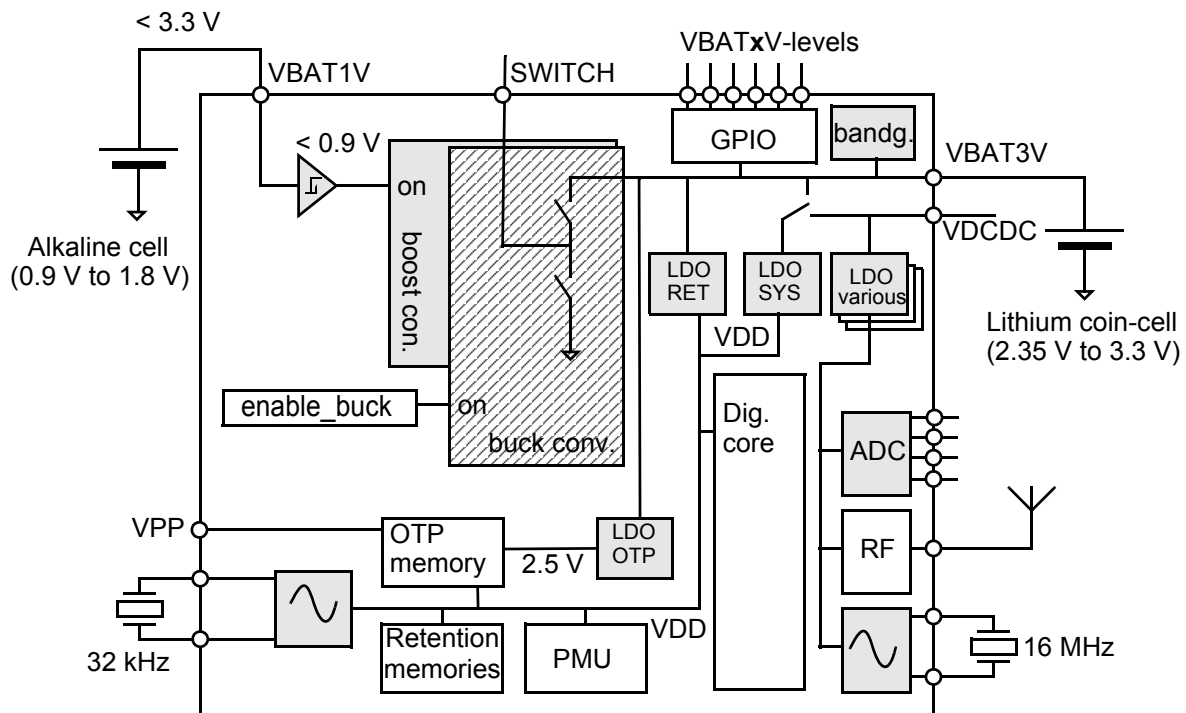 < 3.3 V
VBAT1V
SWITCH
VBATxV-levels
GPIO
bandg.
VBAT3V
< 0.9 V
on
boost con.
VDCDC
Alkaline cell
(0.9 V to 1.8 V)
LDO
RET
LDO
SYS
LDO
various
VDD
Lithium coin-cell
(2.35 V to 3.3 V)
enable_buck
on
buck conv.
Dig.
core
ADC
VPP
OTP
memory
2.5 V
LDO
OTP
RF
32 kHz
Retention
memories
PMU
VDD
16 MHz